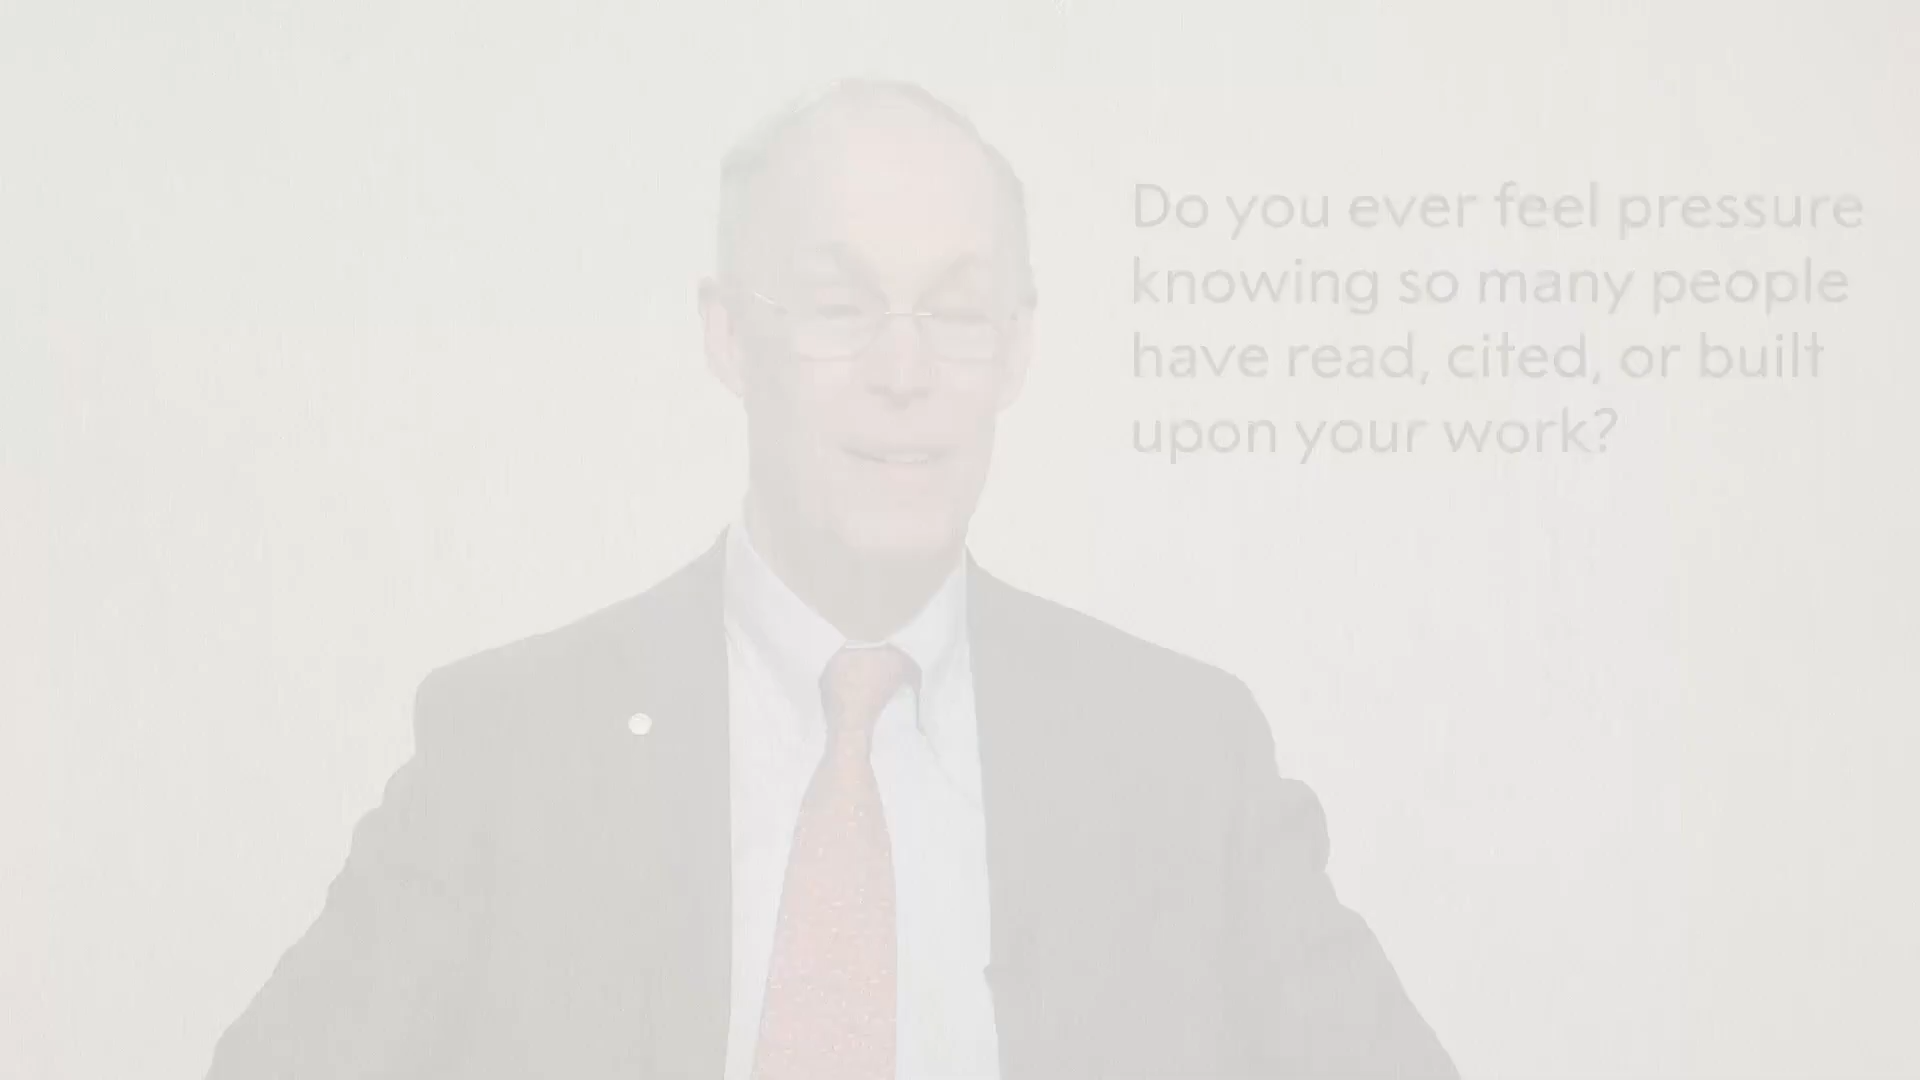 Do you ever feel pressure
knowing so many people
have read, cited, or built
upon your work?